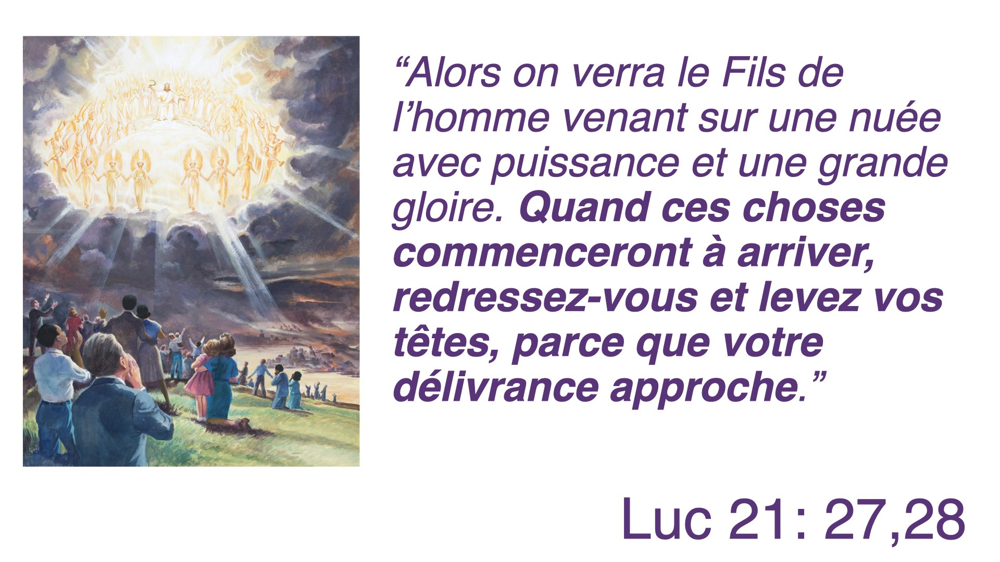 “Alors on verra le Fils de
l’homme venant sur une nuée
avec puissance et une grande
gloire. Quand ces choses
commenceront à arriver,
redressez-vous et levez vos
têtes, parce que votre
délivrance approche.”
Luc 21: 27,28